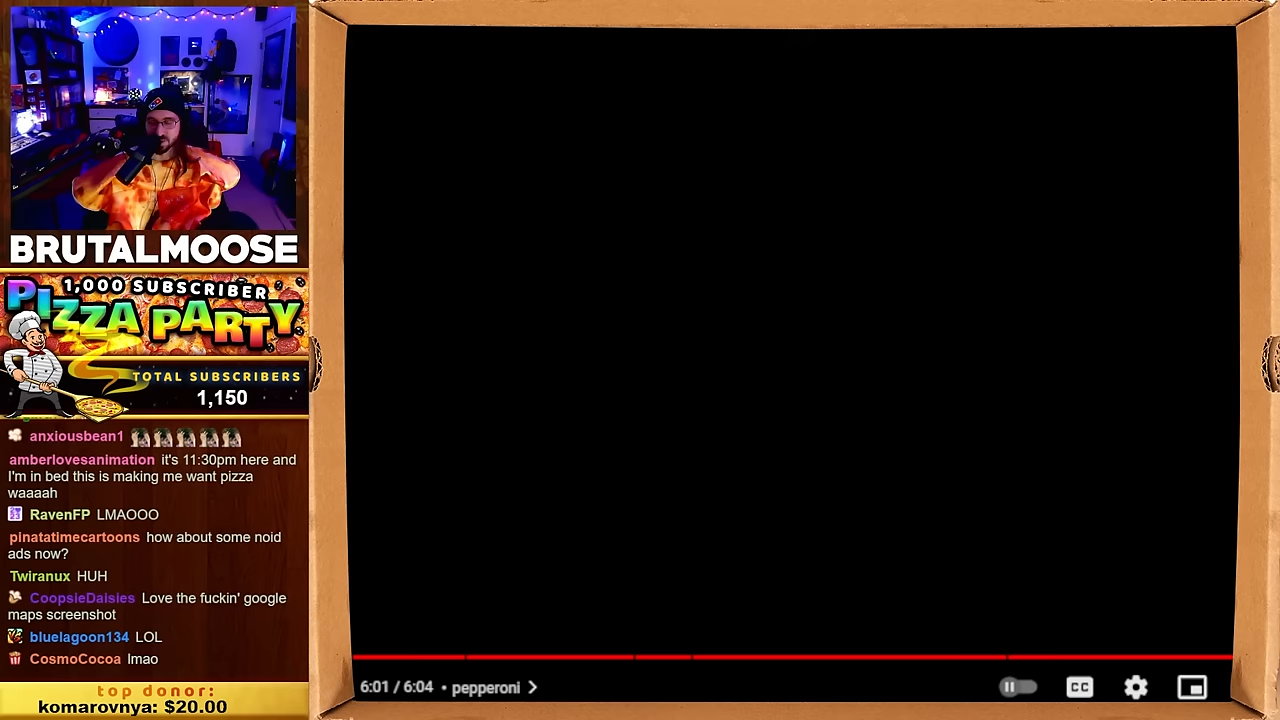 BRUTALMOOSE
1,000 SUBSCRIBER
PIZZA PARTY
TOTAL SUBSCRIBERS
1,150
anxiousbean1
amberlovesanimation it's 11:30pm here and
I'm in bed this is making me want pizza
waaaah
RavenFP LMAOOO
pinatatimecartoons how about some noid
ads now?
Twiranux HUH
CoopsieDaisies Love the fuckin' google
maps screenshot
bluelagoon134 LOL
CosmoCocoa lmao
top donor:
komarovnya: $20.00
6:01 / 6:04 • pepperoni
CC